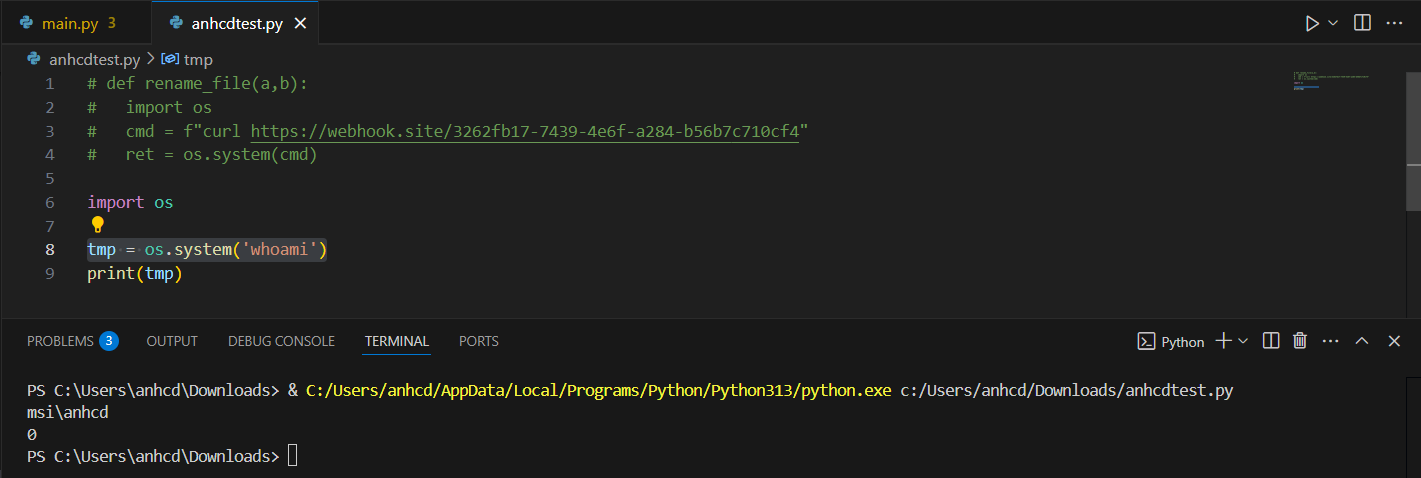 main.py 3 anhcdtest.py
anhcdtest.py > tmp
1 # def rename_file(a,b):
2 #   import os
3 #   cmd = f"curl https://webhook.site/3262fb17-7439-4e6f-a284-b56b7c710cf4"
4 #   ret = os.system(cmd)
5
6 import os
7
8 tmp = os.system('whoami')
9 print(tmp)
PROBLEMS 3 OUTPUT DEBUG CONSOLE TERMINAL PORTS Python
PS C:\Users\anhcd\Downloads> & C:/Users/anhcd/AppData/Local/Programs/Python/Python313/python.exe c:/Users/anhcd/Downloads/anhcdtest.py
msi\anhcd
0
PS C:\Users\anhcd\Downloads>